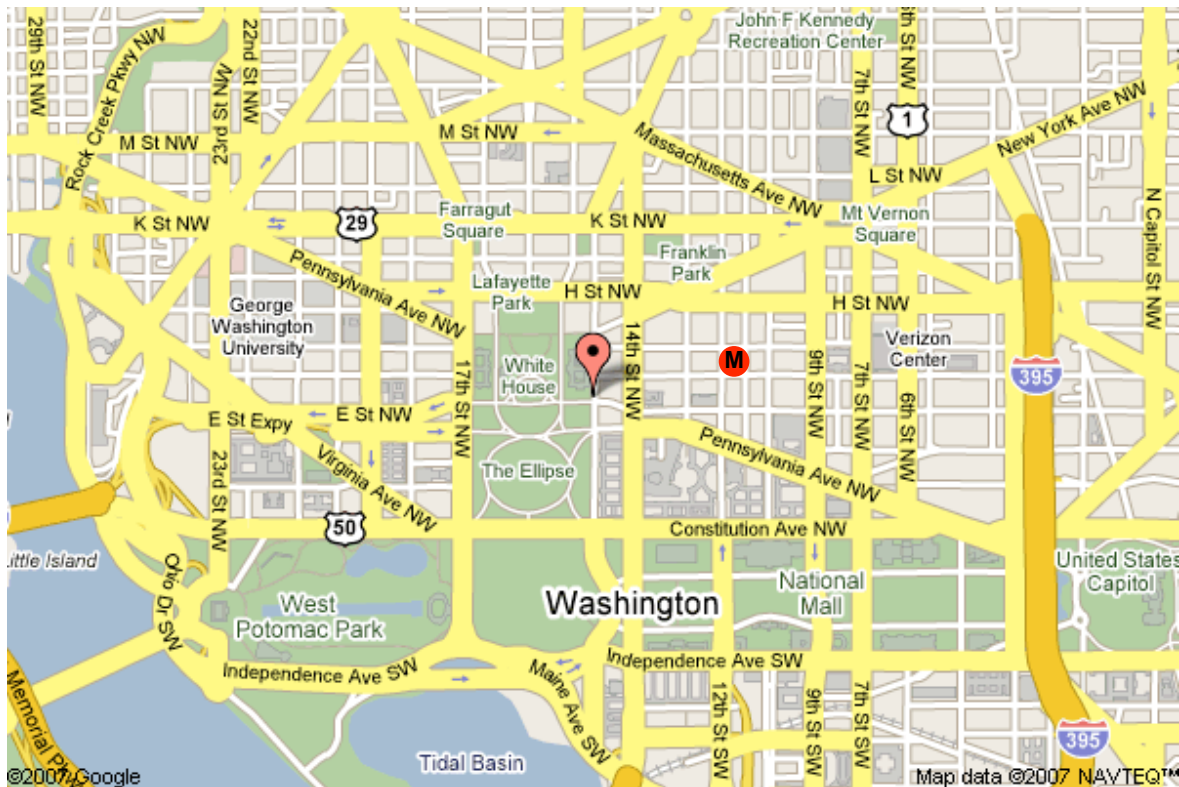 29th St NW
Rock Creek Pkwy NW
22nd St NW
John F Kennedy
Recreation Center
7th St NW
1
New York Ave NW
M St NW
23rd St NW
M St NW
Massachusetts Ave NW
L St NW
K St NW
29
Farragut
Square
K St NW
Mt Vernon
Square
N Capitol St NW
Franklin
Park
Pennsylvania Ave NW
Lafayette
Park
H St NW
H St NW
George
Washington
University
17th St NW
White
House
14th St NW
M
9th St NW
7th St NW
Verizon
Center
6th St NW
395
E St Expy
E St NW
23rd St NW
Virginia Ave NW
The Ellipse
Pennsylvania Ave NW
50
Constitution Ave NW
Little Island
Ohio Dr SW
West
Potomac Park
Washington
National
Mall
United States
Capitol
Independence Ave SW
Maine Ave SW
Independence Ave SW
12th St SW
9th St SW
7th St SW
395
Memorial
Tidal Basin
©2007 Google
Map data ©2007 NAVTEQ™